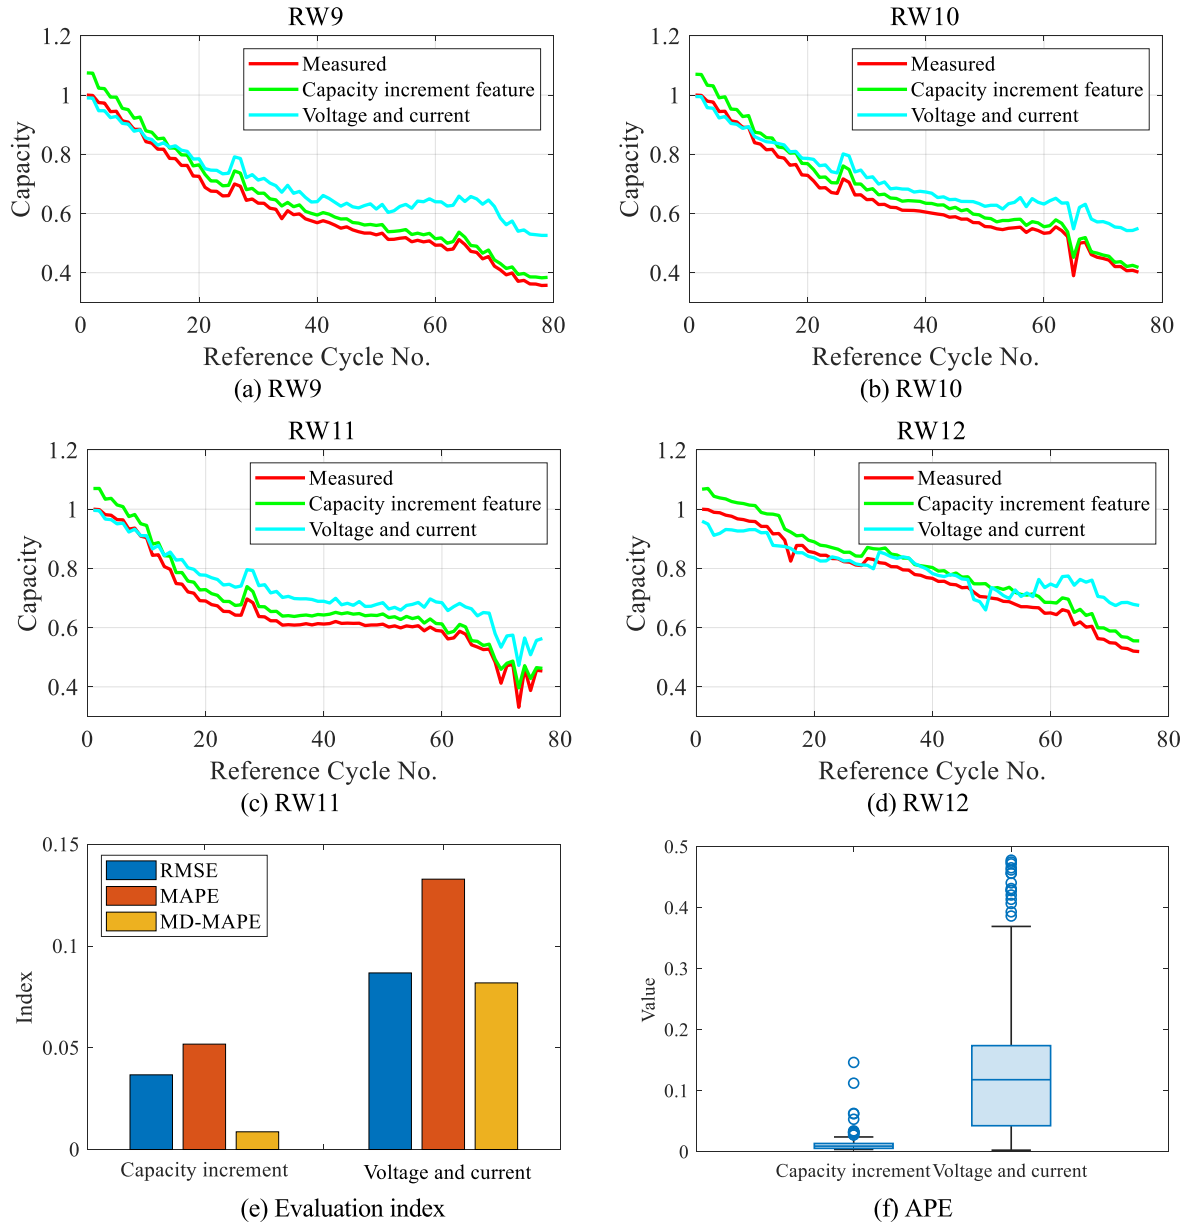 RW9
1.2
1
0.8
0.6
0.4
Capacity
Measured
Capacity increment feature
Voltage and current
0 20 40 60 80
Reference Cycle No.
(a) RW9
RW10
1.2
1
0.8
0.6
0.4
Capacity
Measured
Capacity increment feature
Voltage and current
0 20 40 60 80
Reference Cycle No.
(b) RW10
RW11
1.2
1
0.8
0.6
0.4
Capacity
Measured
Capacity increment feature
Voltage and current
0 20 40 60 80
Reference Cycle No.
(c) RW11
RW12
1.2
1
0.8
0.6
0.4
Capacity
Measured
Capacity increment feature
Voltage and current
0 20 40 60 80
Reference Cycle No.
(d) RW12
0.15
0.1
0.05
0
Index
RMSE
MAPE
MD-MAPE
Capacity increment Voltage and current
(e) Evaluation index
0.5
0.4
0.3
0.2
0.1
0
Value
Capacity increment Voltage and current
(f) APE